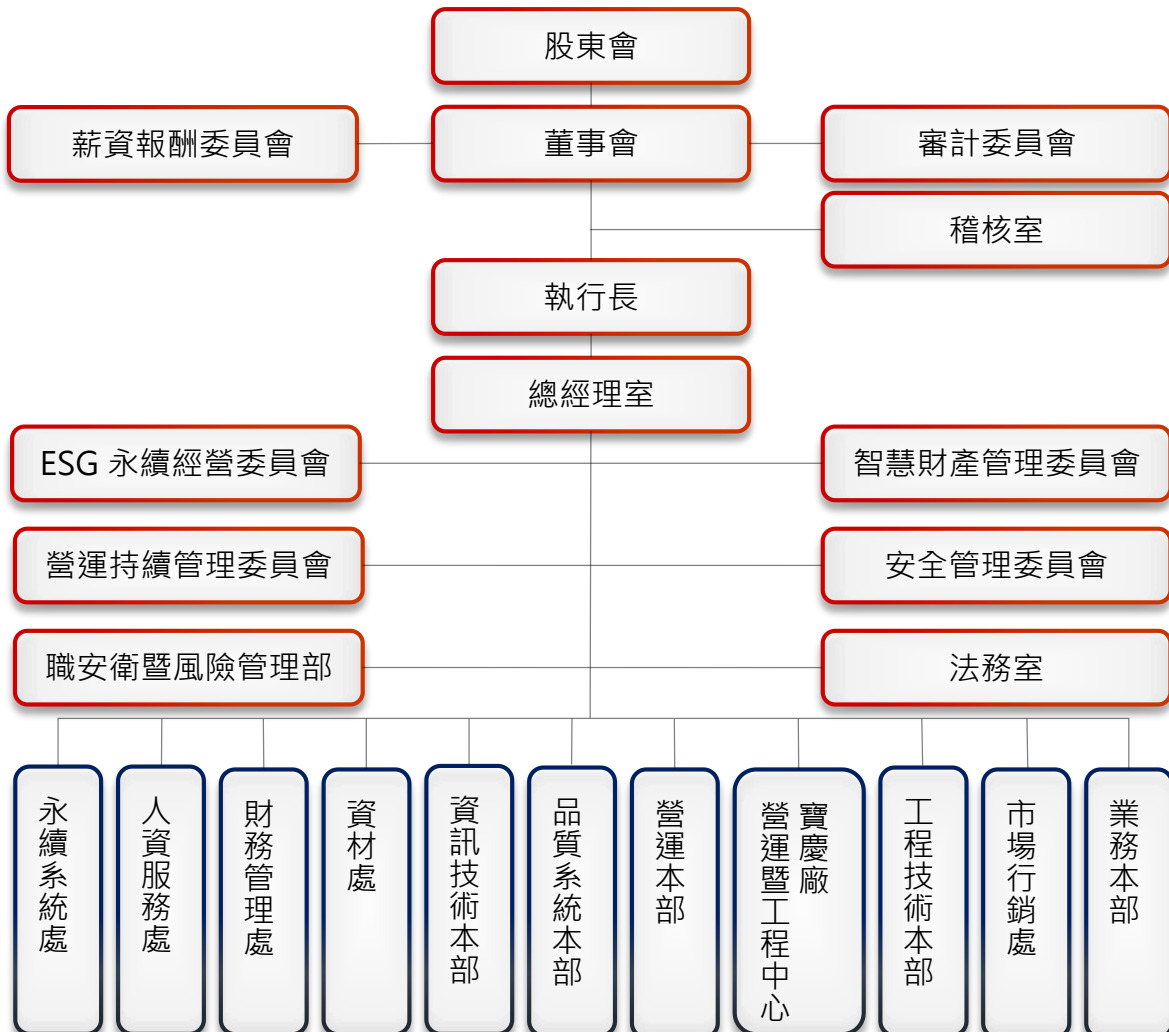 股東會
薪資報酬委員會
董事會
審計委員會
稽核室
執行長
總經理室
ESG 永續經營委員會
智慧財產管理委員會
營運持續管理委員會
安全管理委員會
職安衛暨風險管理部
法務室
永續系統處
人資服務處
財務管理處
資材處
資訊技術本部
品質系統本部
營運本部
寶慶廠
營運暨工程中心
工程技術本部
市場行銷處
業務本部